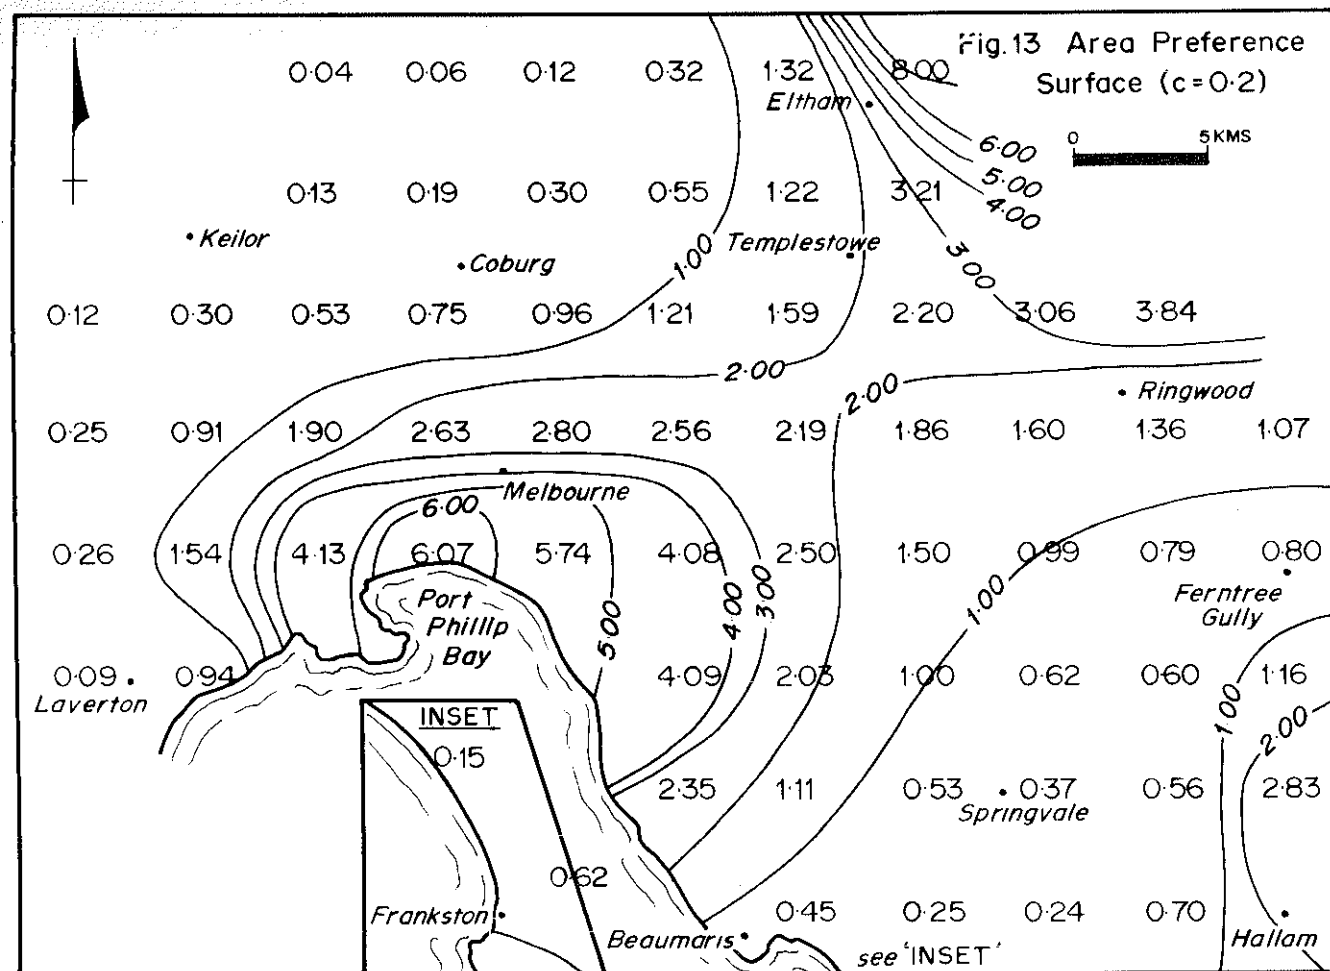 Fig.13 Area Preference
Surface (c=0·2)
0·04 0·06 0·12 0·32 1·32 8·00
Eltham
0 5KMS
6·00
5·00
4·00
0·13 0·19 0·30 0·55 1·22 3·21
Keilor
Coburg
1·00
Templestowe
3·00
0·12 0·30 0·53 0·75 0·96 1·21 1·59 2·20 3·06 3·84
2·00
2·00
Ringwood
0·25 0·91 1·90 2·63 2·80 2·56 2·19 1·86 1·60 1·36 1·07
Melbourne
6·00
0·26 1·54 4·13 6·07 5·74 4·08 2·50 1·50 0·99 0·79 0·80
Ferntree
Gully
Port
Phillip
Bay
5·00
4·00
3·00
1·00
0·09 0·94 4·09 2·03 1·00 0·62 0·60 1·16
Laverton
1·00
2·00
INSET
0·15
2·35 1·11 0·53 0·37 0·56 2·83
Springvale
0·62
Frankston
Beaumaris
0·45 0·25 0·24 0·70
see 'INSET'
Hallam